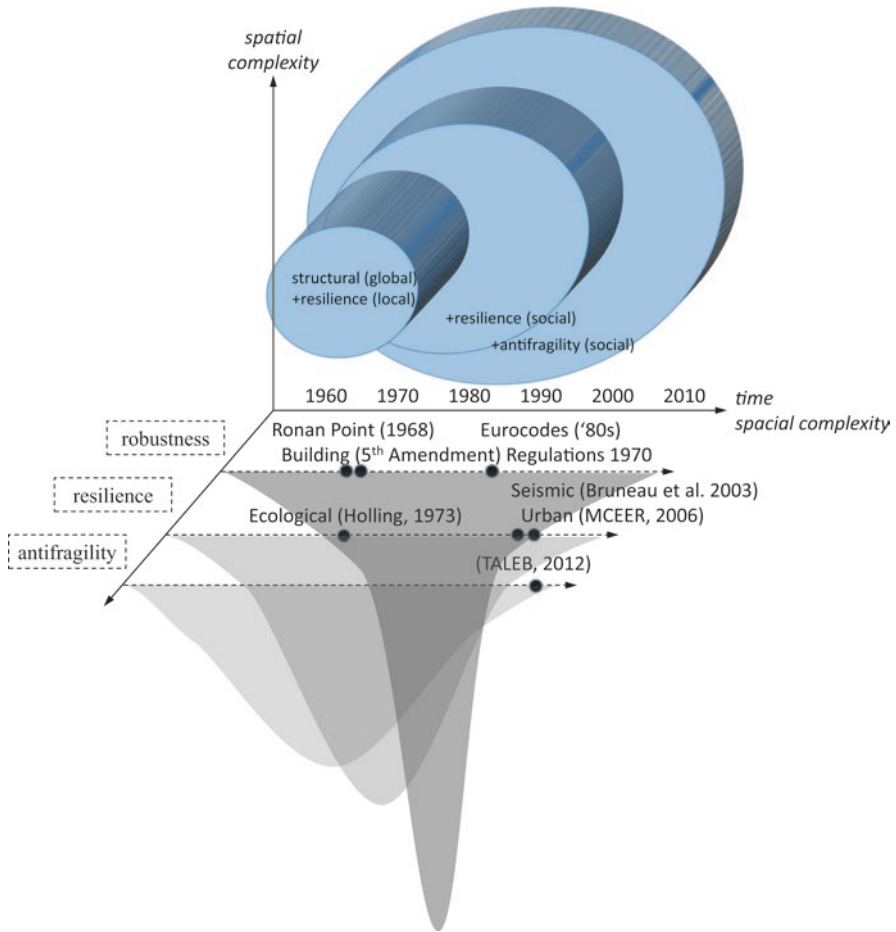 spatial
complexity
structural (global)
+resilience (local)
+resilience (social)
+antifragility (social)
1960 1970 1980 1990 2000 2010 time
spacial complexity
robustness
Ronan Point (1968) Eurocodes (‘80s)
Building (5th Amendment) Regulations 1970
resilience
Seismic (Bruneau et al. 2003)
Ecological (Holling, 1973) Urban (MCEER, 2006)
antifragility
(TALEB, 2012)